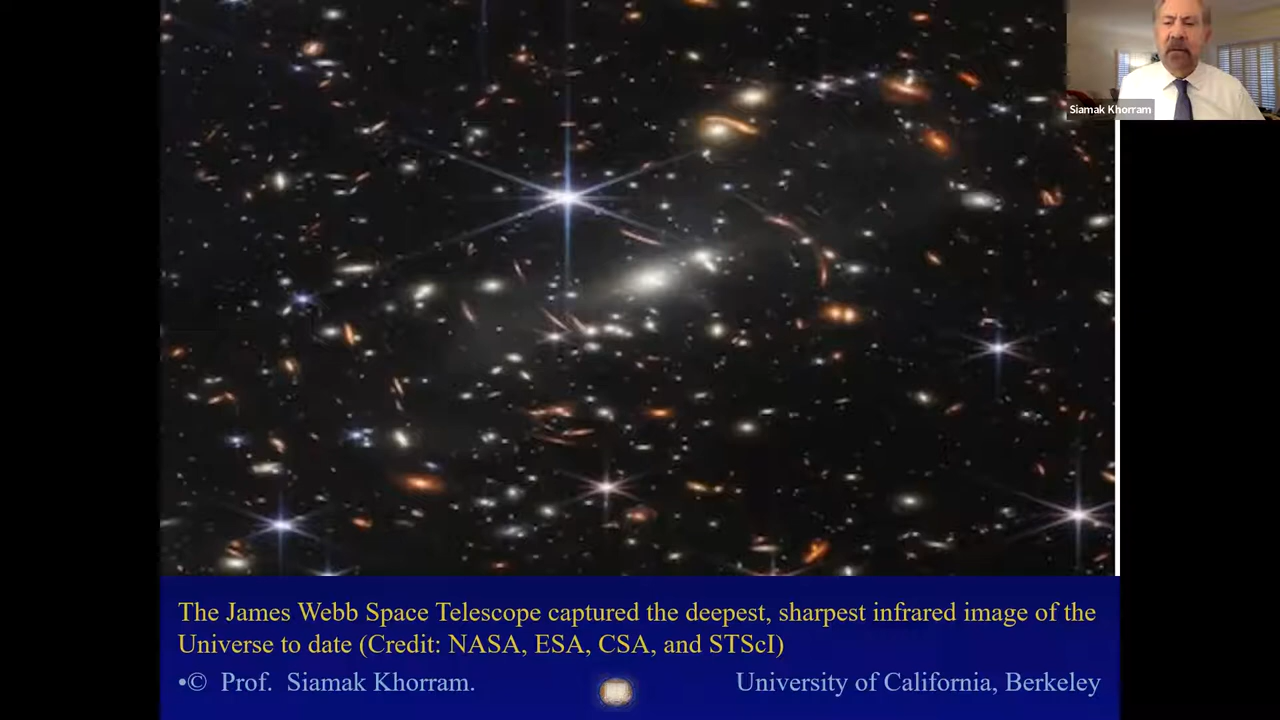 Siamak Khorram
The James Webb Space Telescope captured the deepest, sharpest infrared image of the
Universe to date (Credit: NASA, ESA, CSA, and STScI)
•© Prof. Siamak Khorram.
University of California, Berkeley